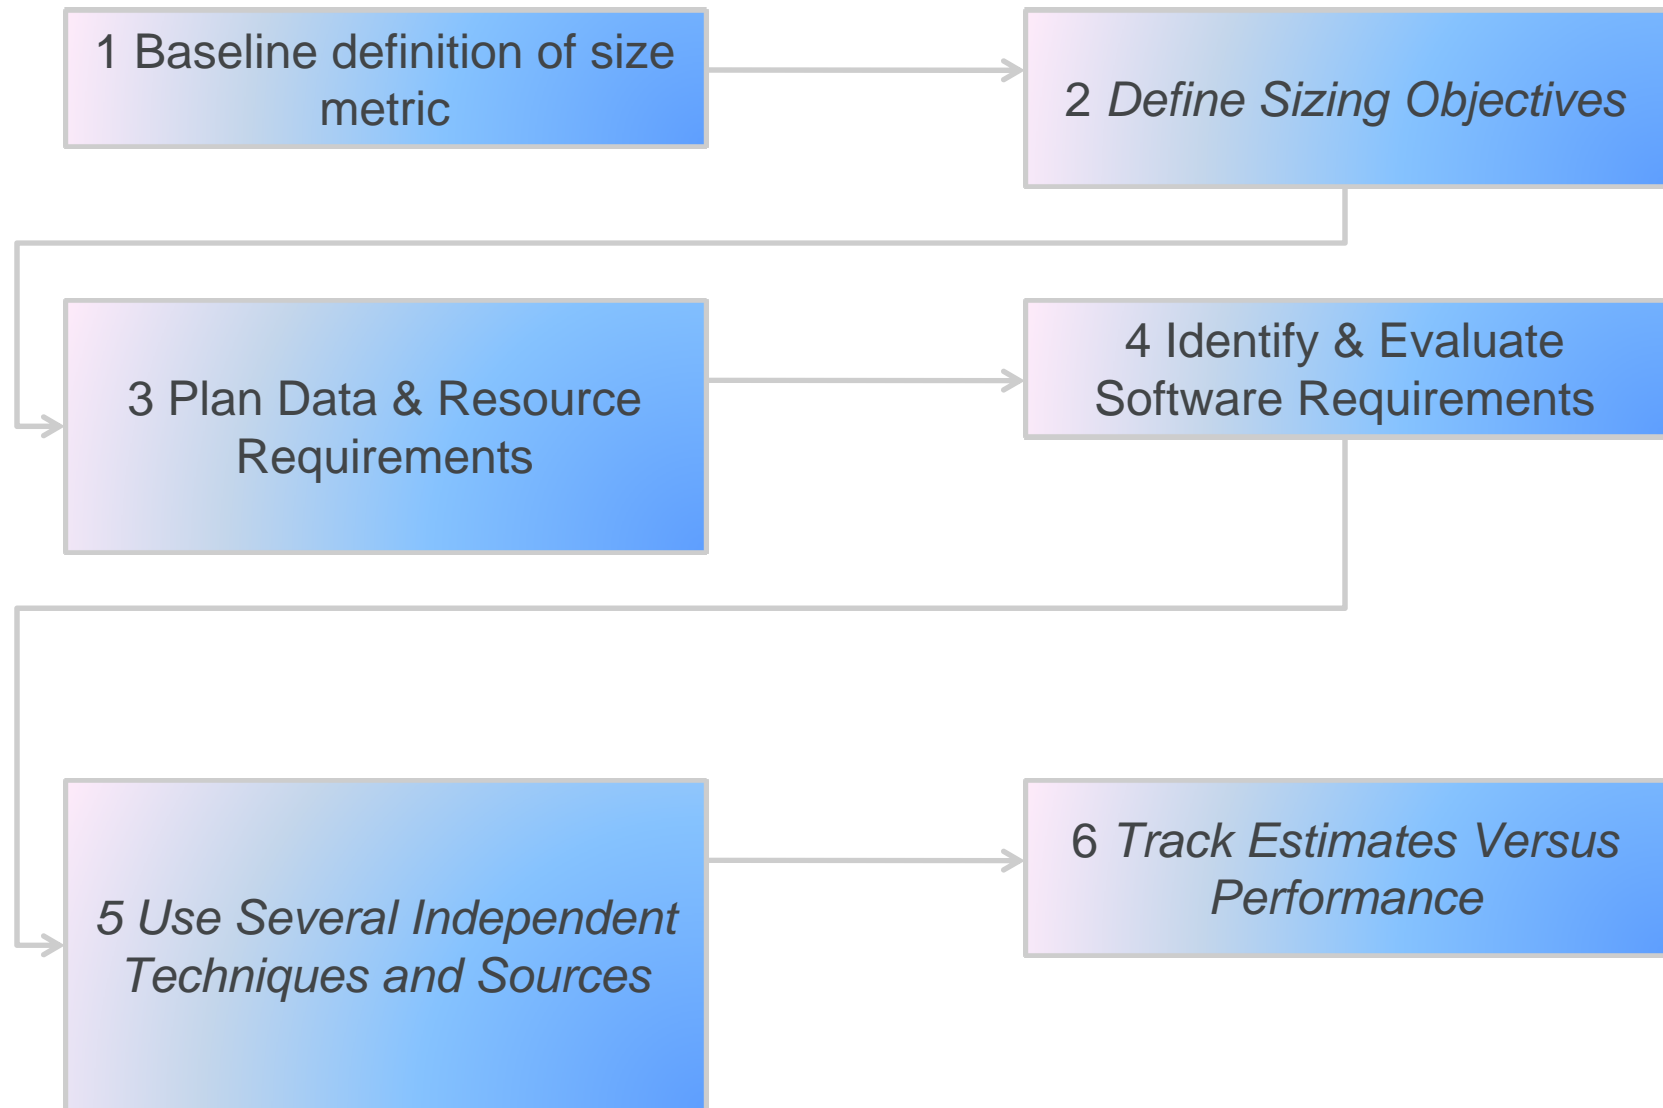 1 Baseline definition of size
metric
2 Define Sizing Objectives
3 Plan Data & Resource
Requirements
4 Identify & Evaluate
Software Requirements
5 Use Several Independent
Techniques and Sources
6 Track Estimates Versus
Performance